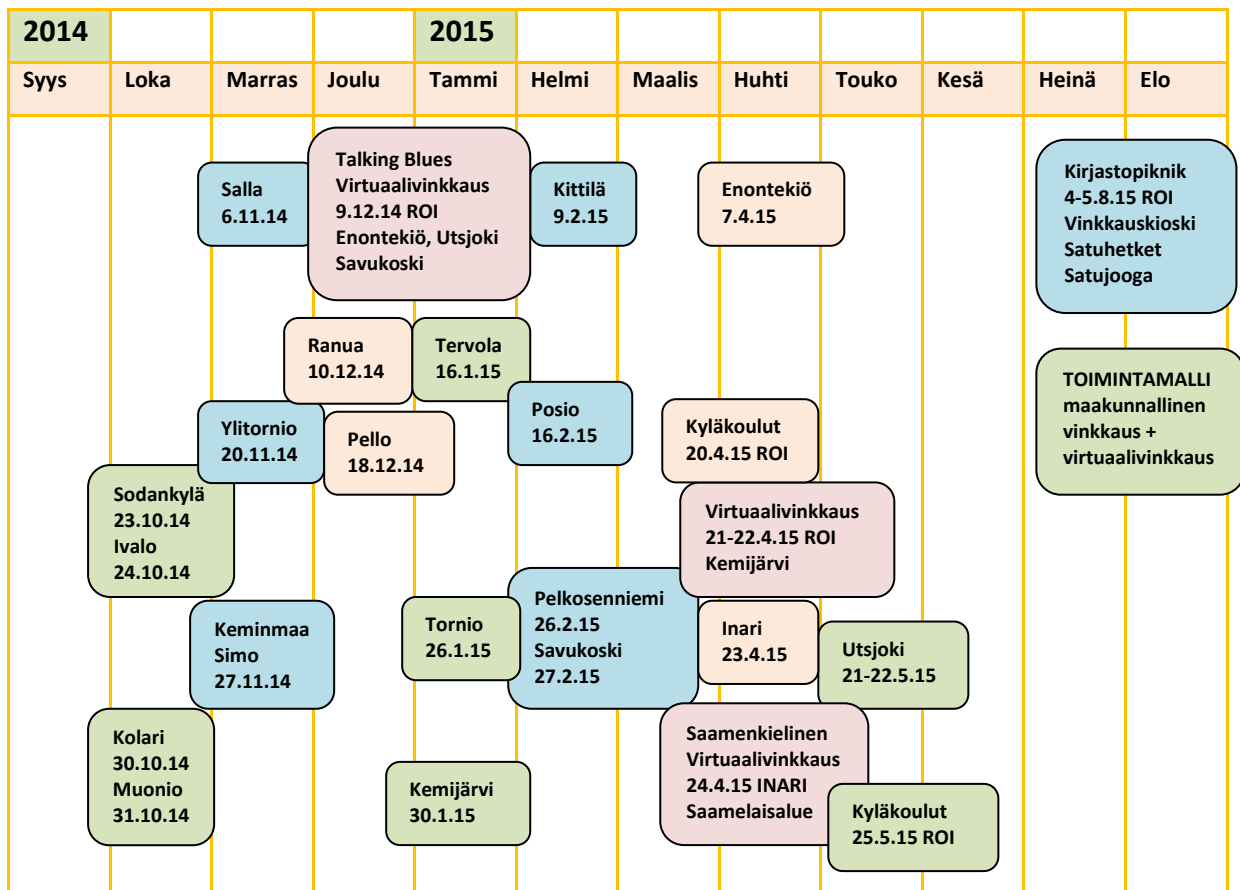 2014
2015
Syys
Loka
Marras
Joulu
Tammi
Helmi
Maalis
Huhti
Touko
Kesä
Heinä
Elo
Talking Blues
Virtuaalivinkkaus
9.12.14 ROI
Enontekiö, Utsjoki
Savukoski
Salla
6.11.14
Kittilä
9.2.15
Enontekiö
7.4.15
Kirjastopiknik
4-5.8.15 ROI
Vinkkauskioski
Satuhetket
Satujooga
Ranua
10.12.14
Tervola
16.1.15
TOIMINTAMALLI
maakunnallinen
vinkkaus +
virtuaalivinkkaus
Ylitornio
20.11.14
Pello
18.12.14
Posio
16.2.15
Kyläkoulut
20.4.15 ROI
Sodankylä
23.10.14
Ivalo
24.10.14
Virtuaalivinkkaus
21-22.4.15 ROI
Kemijärvi
Keminmaa
Simo
27.11.14
Tornio
26.1.15
Pelkosenniemi
26.2.15
Savukoski
27.2.15
Inari
23.4.15
Utsjoki
21-22.5.15
Kolari
30.10.14
Muonio
31.10.14
Kemijärvi
30.1.15
Saamenkielinen
Virtuaalivinkkaus
24.4.15 INARI
Saamelaisalue
Kyläkoulut
25.5.15 ROI